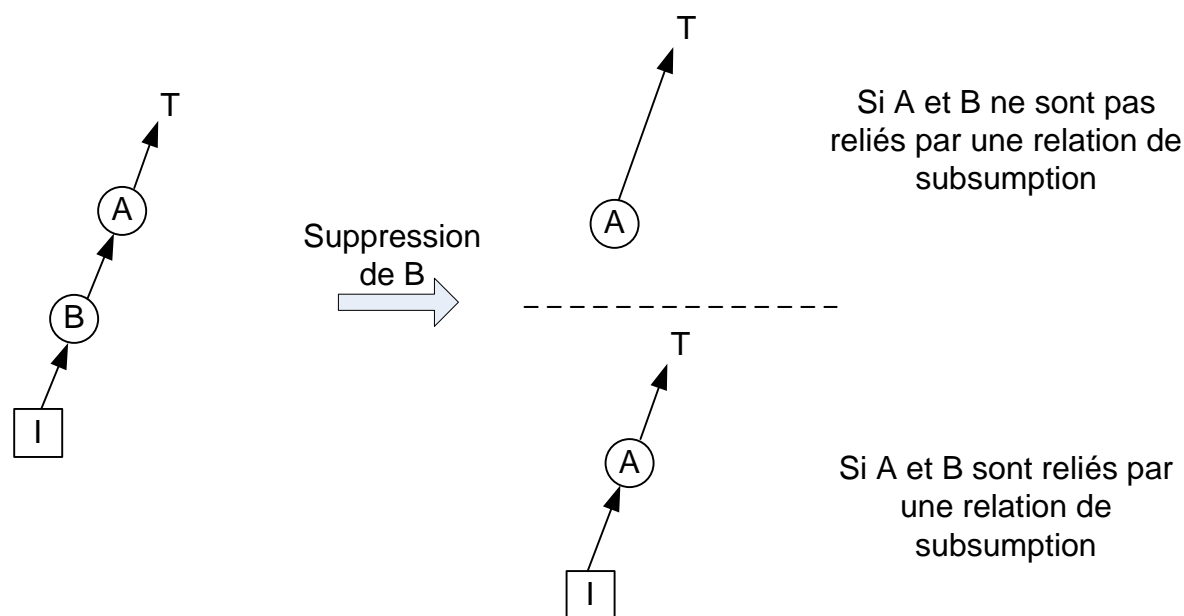 T
A
B
I
Suppression
de B
T
A
Si A et B ne sont pas
reliés par une relation de
subsumption
T
A
I
Si A et B sont reliés par
une relation de
subsumption